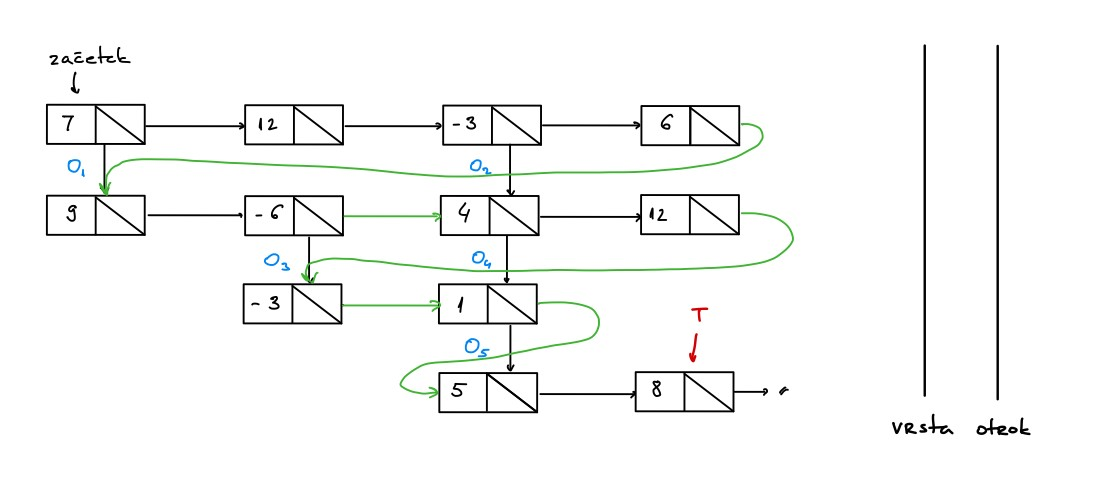 začetek
7 12 -3 6
O1 O2
9 -6 4 12
O3 O4
-3 1
T
O5
5 8
vrsta otrok